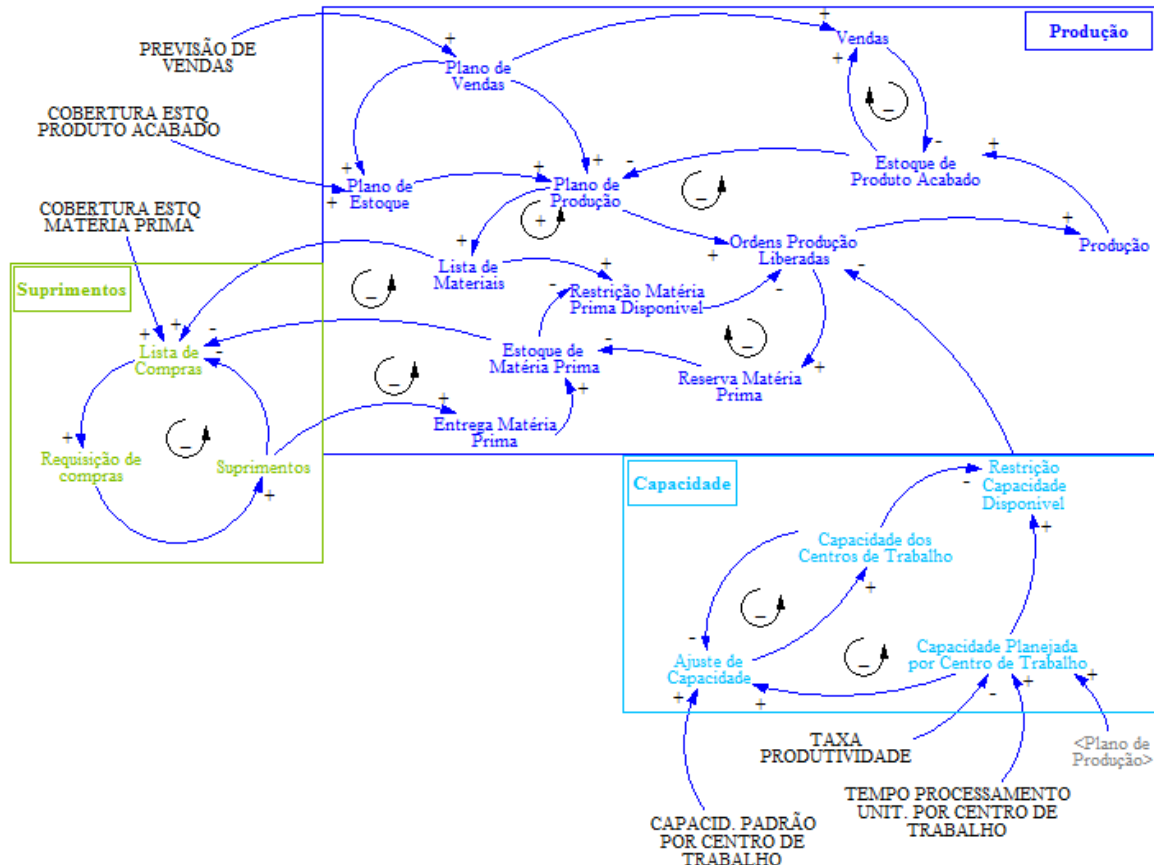 Produção
PREVISÃO DE
VENDAS
Plano de
Vendas
Vendas
COBERTURA ESTQ
PRODUTO ACABADO
Plano de
Estoque
Plano de
Produção
Estoque de
Produto Acabado
COBERTURA ESTQ
MATERIA PRIMA
Ordens Produção
Liberadas
Produção
Suprimentos
Lista de
Materiais
Restrição Matéria
Prima Disponível
Lista de
Compras
Estoque de
Matéria Prima
Reserva Matéria
Prima
Entrega Matéria
Prima
Requisição de
compras
Suprimentos
Capacidade
Restrição
Capacidade
Disponível
Capacidade dos
Centros de Trabalho
Ajuste de
Capacidade
Capacidade Planejada
por Centro de Trabalho
TAXA
PRODUTIVIDADE
<Plano de
Produção>
TEMPO PROCESSAMENTO
UNIT. POR CENTRO DE
TRABALHO
CAPACID. PADRÃO
POR CENTRO DE
TRABALHO